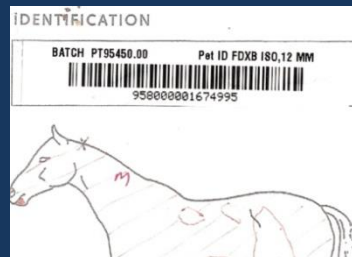 IDENTIFICATION
BATCH PT95450.00 Pet ID FDXB ISO,12 MM
958000001674995
m